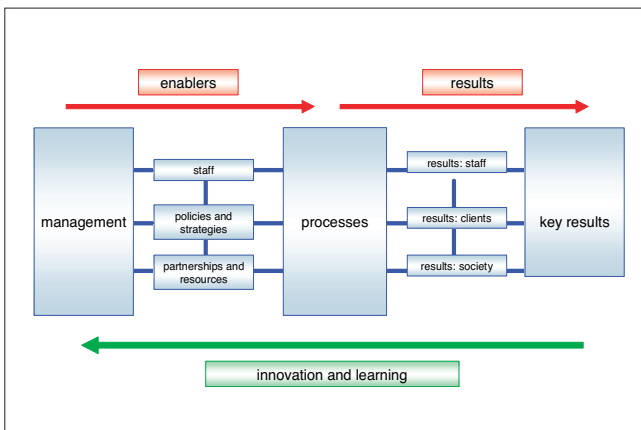 enablers
results
staff
results: staff
management
policies and
strategies
processes
results: clients
key results
partnerships and
resources
results: society
innovation and learning